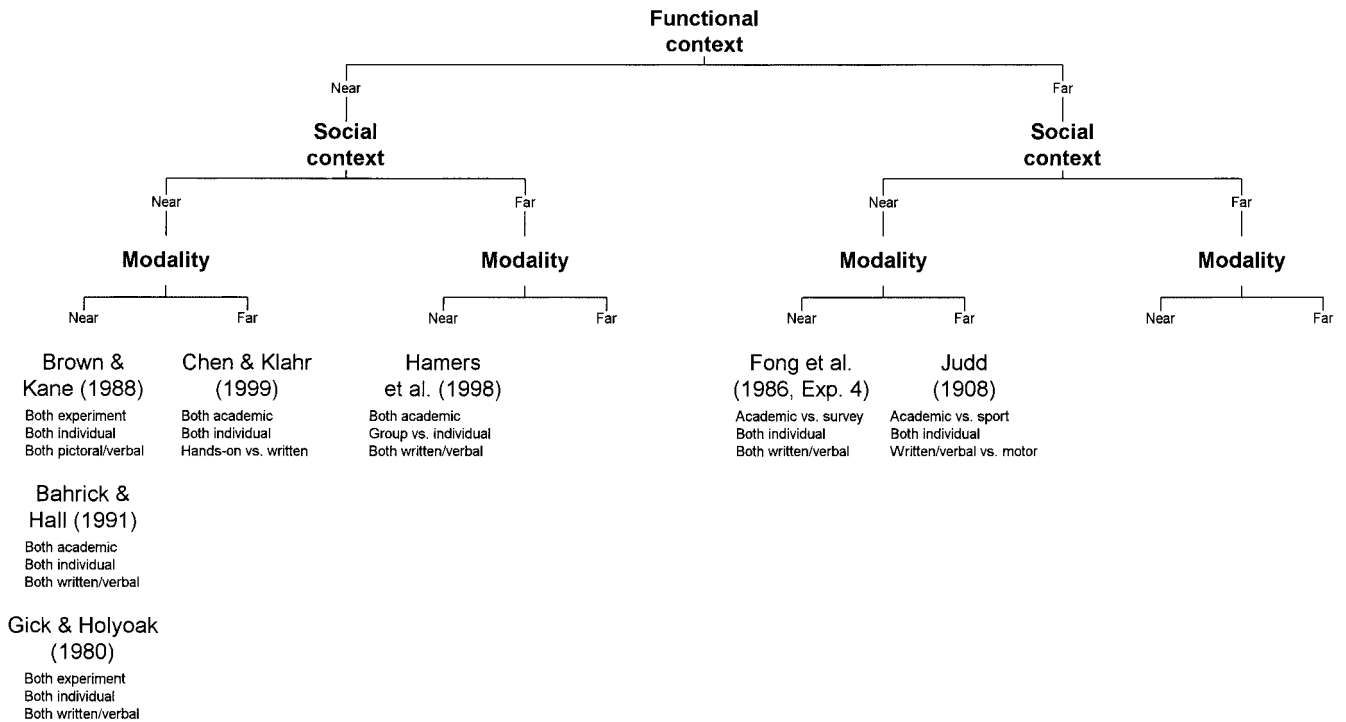 Functional
context
Near
Far
Social
context
Social
context
Near
Far
Near
Far
Modality
Modality
Modality
Modality
Near
Far
Near
Far
Near
Far
Near
Far
Brown &
Kane (1988)
Both experiment
Both individual
Both pictoral/verbal
Chen & Klahr
(1999)
Both academic
Both individual
Hands-on vs. written
Hamers
et al. (1998)
Both academic
Group vs. individual
Both written/verbal
Fong et al.
(1986, Exp. 4)
Academic vs. survey
Both individual
Both written/verbal
Judd
(1908)
Academic vs. sport
Both individual
Written/verbal vs. motor
Bahrick &
Hall (1991)
Both academic
Both individual
Both written/verbal
Gick & Holyoak
(1980)
Both experiment
Both individual
Both written/verbal